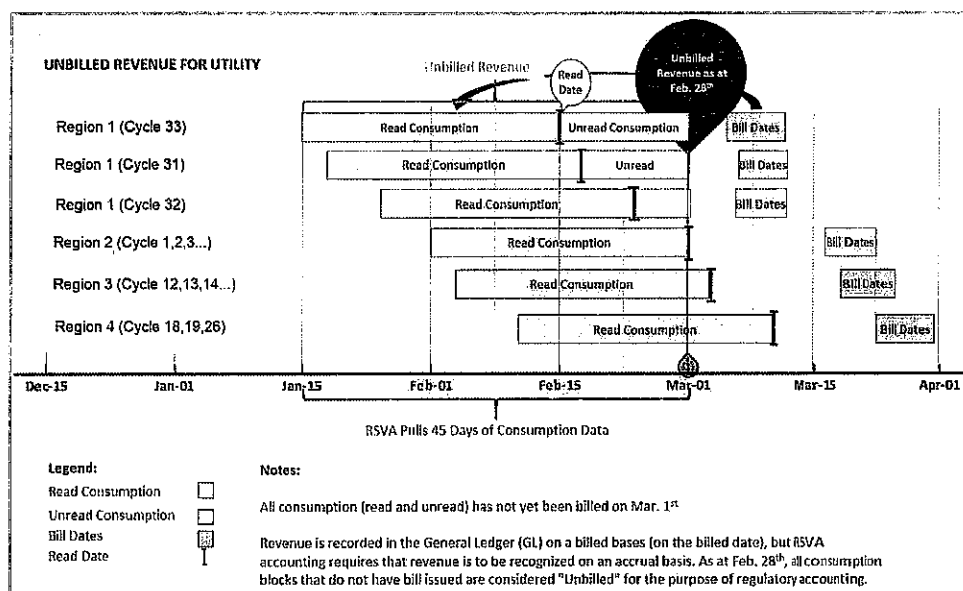 UNBILLED REVENUE FOR UTILITY
Unbilled Revenue
Read
Date
Unbilled
Revenue as at
Feb. 28th
Region 1 (Cycle 33)
Read Consumption
Unread Consumption
Bill Dates
Region 1 (Cycle 31)
Read Consumption
Unread
Bill Dates
Region 1 (Cycle 32)
Read Consumption
Bill Dates
Region 2 (Cycle 1,2,3...)
Read Consumption
Bill Dates
Region 3 (Cycle 12,13,14...)
Read Consumption
Bill Dates
Region 4 (Cycle 18,19,26)
Read Consumption
Bill Dates
Dec-15
Jan-01
Jan-15
Feb-01
Feb-15
Mar-01
Mar-15
Apr-01
RSVA Pulls 45 Days of Consumption Data
Legend:
Read Consumption
Unread Consumption
Bill Dates
Read Date
Notes:
All consumption (read and unread) has not yet been billed on Mar. 1st
Revenue is recorded in the General Ledger (GL) on a billed bases (on the billed date), but RSVA
accounting requires that revenue is to be recognized on an accrual basis. As at Feb. 28th, all consumption
blocks that do not have bill issued are considered "Unbilled" for the purpose of regulatory accounting.